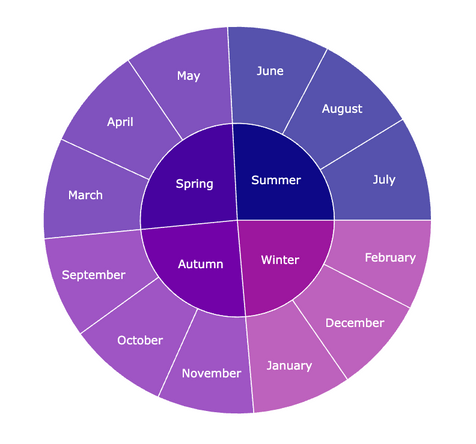 May
June
August
April
July
Spring
Summer
March
Autumn
Winter
February
September
December
October
January
November